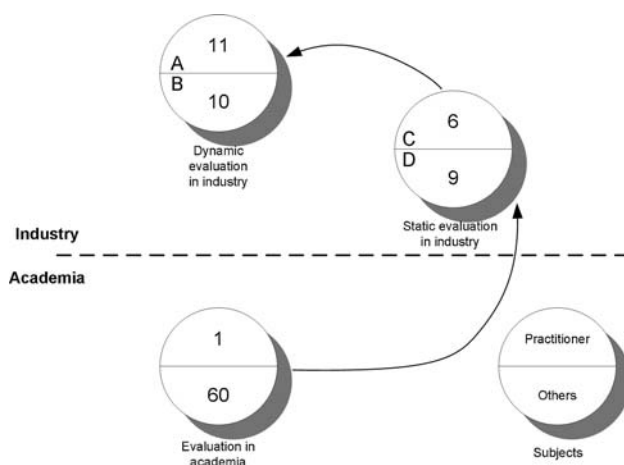 11
A
B
10
Dynamic
evaluation
in industry
6
C
D
9
Static evaluation
in industry
Industry
Academia
1
60
Evaluation in
academia
Practitioner
Others
Subjects